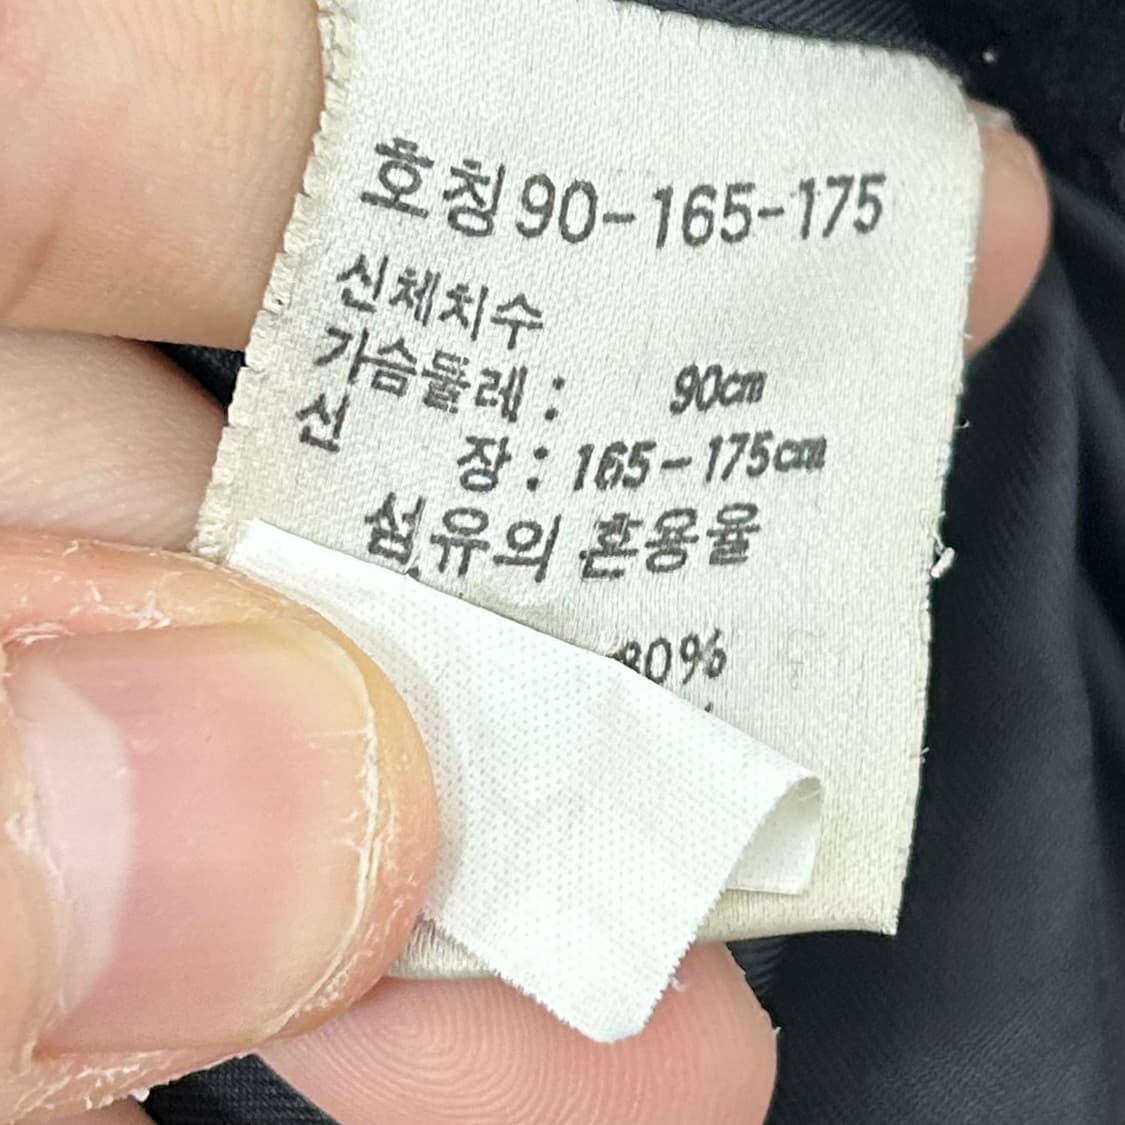 호칭90-165-175
신체치수
가슴둘레 : 90cm
신 장 : 165-175cm
섬유의 혼용율
80%